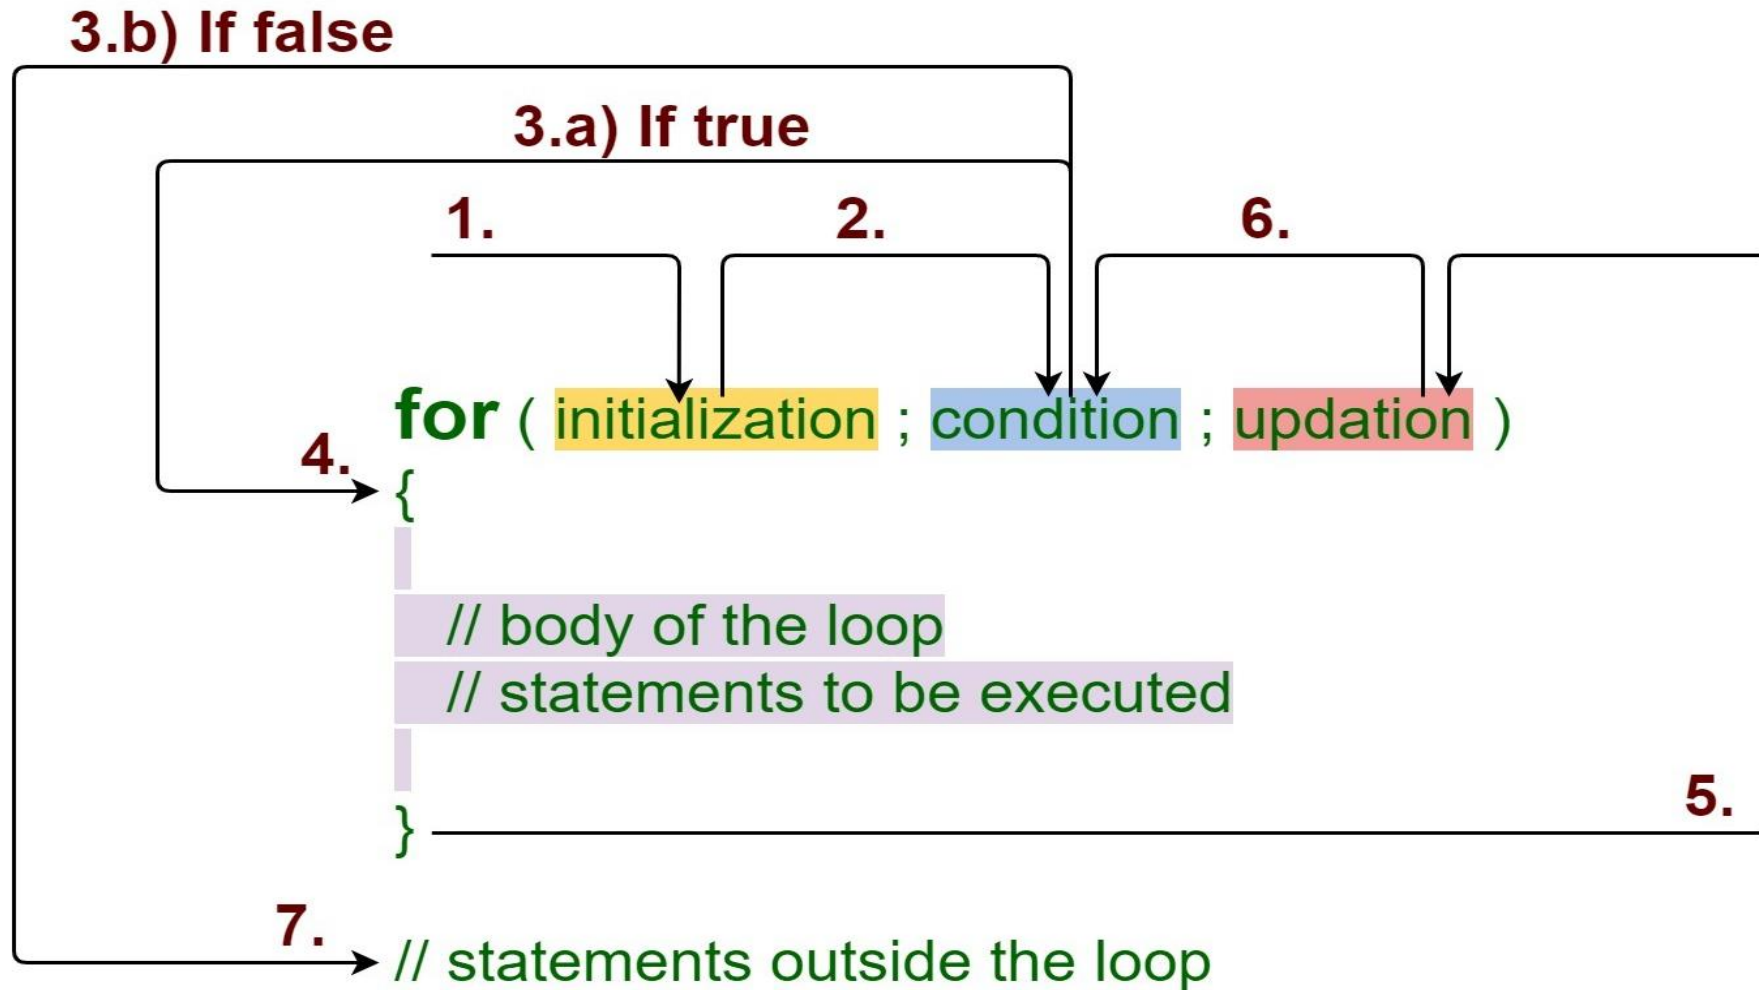 3.b) If false
3.a) If true
1. 2. 6.
for ( initialization ; condition ; updation )
4.
{
// body of the loop
// statements to be executed
5.
}
7.
// statements outside the loop